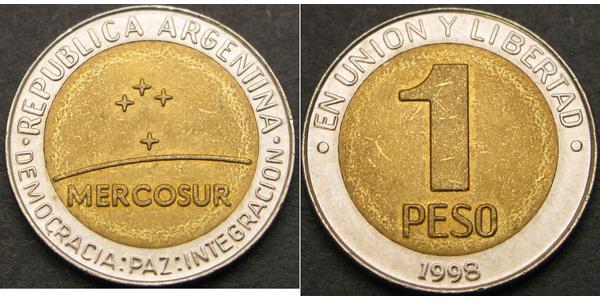 · REPUBLICA ARGENTINA ·
MERCOSUR
DEMOCRACIA: PAZ: INTEGRACION
· EN UNION Y LIBERTAD ·
1
PESO
1998